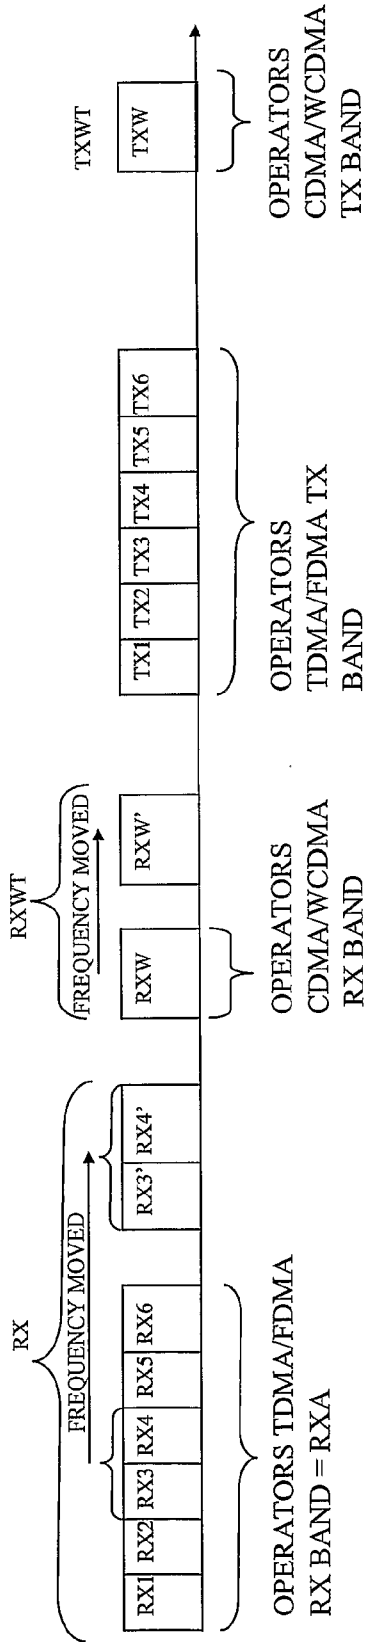 RX
FREQUENCY MOVED
RX1 RX2 RX3 RX4 RX5 RX6 RX3' RX4'
OPERATORS TDMA/FDMA
RX BAND = RXA
RXWT
FREQUENCY MOVED
RXW RXW'
OPERATORS
CDMA/WCDMA
RX BAND
TX1 TX2 TX3 TX4 TX5 TX6
OPERATORS
TDMA/FDMA TX
BAND
TXWT
TXW
OPERATORS
CDMA/WCDMA
TX BAND